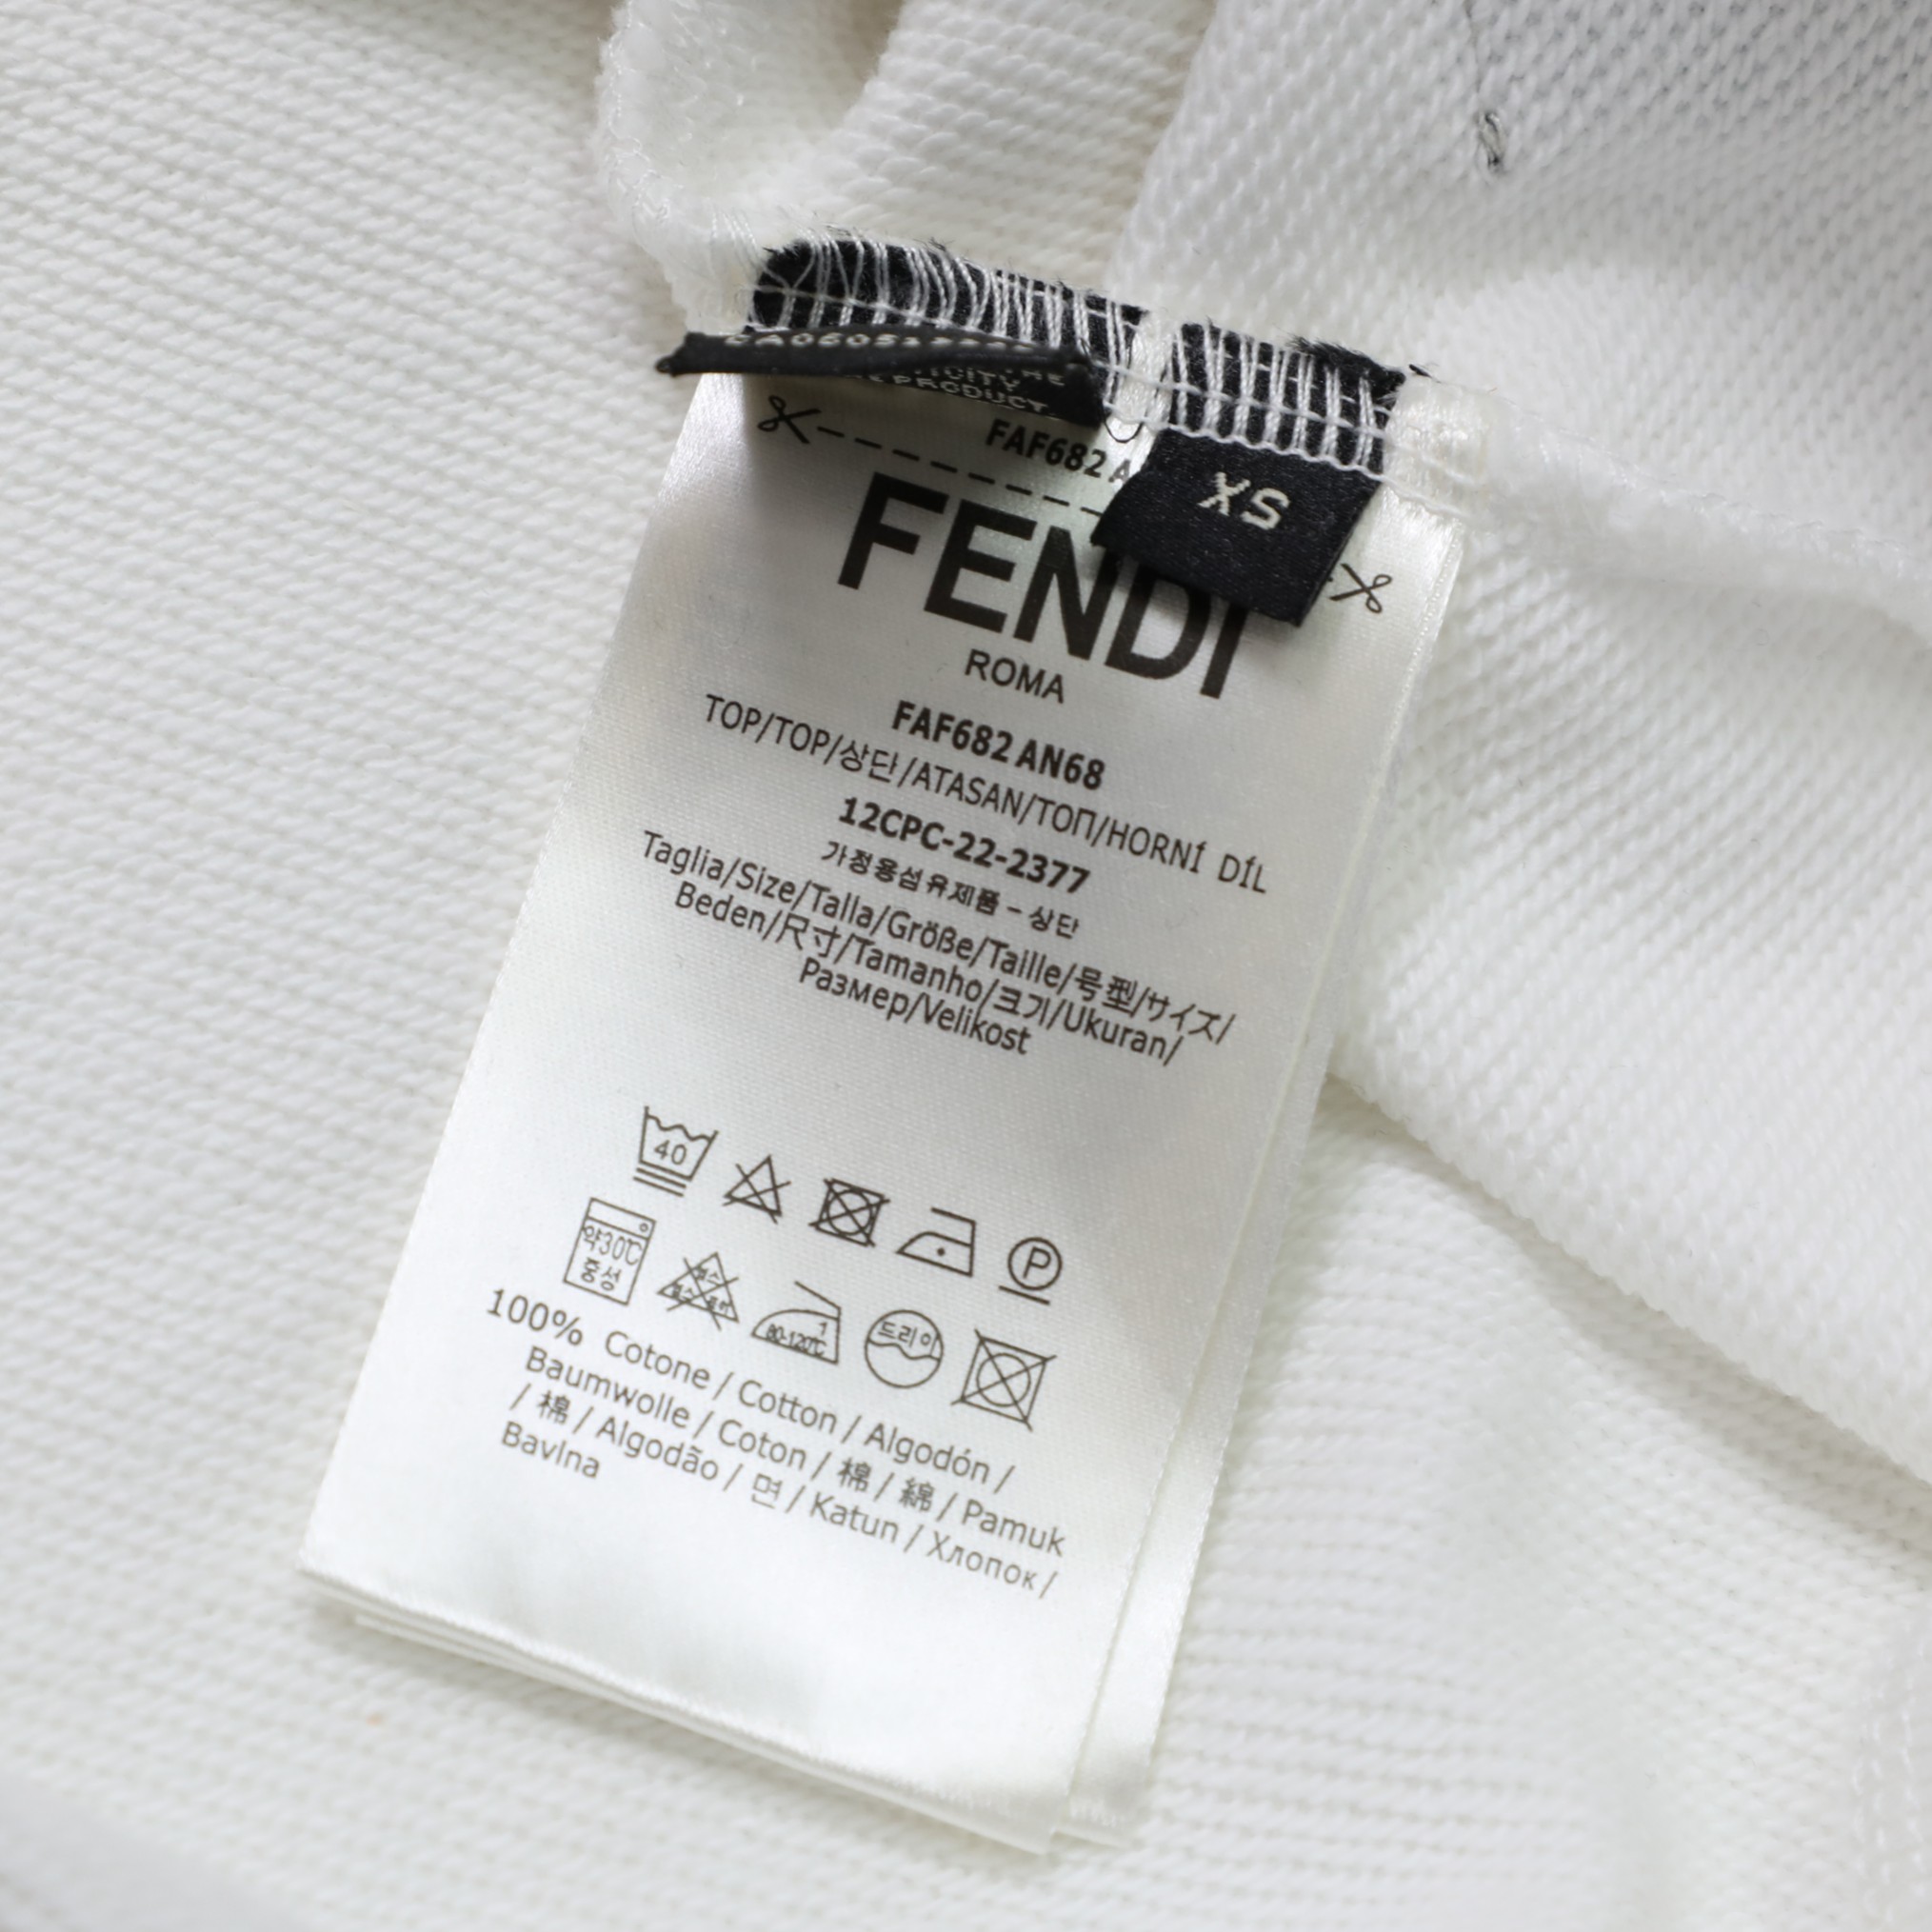 PRODUCT.
FAF682 A
XS
FENDI
ROMA
FAF682 AN68
TOP/TOP/상단/ATASAN/ТОП/HORNÍ DÍL
12CPC-22-2377
가정용섬유제품 - 상단
Taglia/Size/Talla/Größe/Taille/号型/サイズ/
Beden/尺寸/Tamanho/크기/Ukuran/
Размер/Velikost
40
P
약30℃
중성
1
80-120℃
드라이
100% Cotone / Cotton / Algodón /
Baumwolle / Coton / 棉 / 綿 / Pamuk
/ 棉 / Algodão / 면 / Katun / Хлопок /
Bavlna